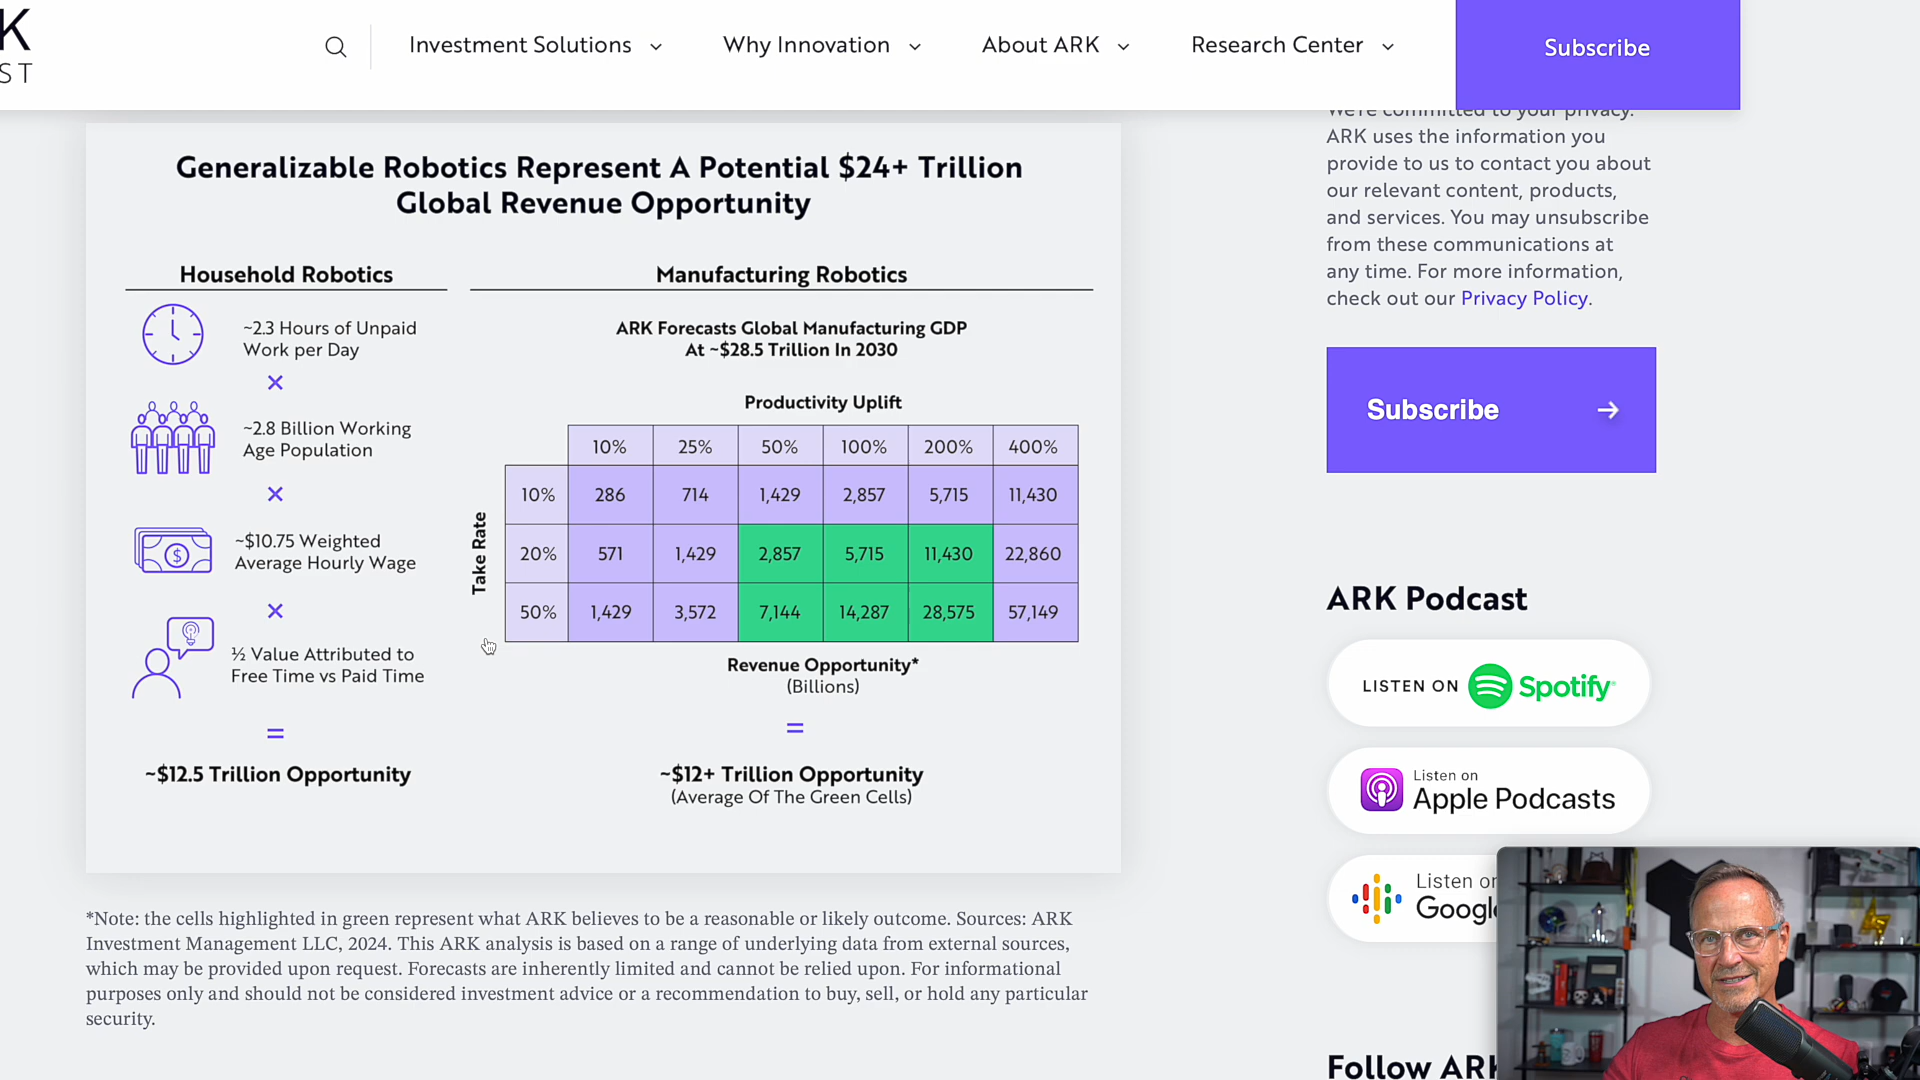 K
ST
Investment Solutions
Why Innovation
About ARK
Research Center
Subscribe
Generalizable Robotics Represent A Potential $24+ Trillion
Global Revenue Opportunity
Household Robotics
~2.3 Hours of Unpaid
Work per Day
×
~2.8 Billion Working
Age Population
×
~$10.75 Weighted
Average Hourly Wage
×
½ Value Attributed to
Free Time vs Paid Time
=
~$12.5 Trillion Opportunity
Manufacturing Robotics
ARK Forecasts Global Manufacturing GDP
At ~$28.5 Trillion In 2030
Productivity Uplift
10% 25% 50% 100% 200% 400%
Take Rate
10% 286 714 1,429 2,857 5,715 11,430
20% 571 1,429 2,857 5,715 11,430 22,860
50% 1,429 3,572 7,144 14,287 28,575 57,149
Revenue Opportunity*
(Billions)
=
~$12+ Trillion Opportunity
(Average Of The Green Cells)
*Note: the cells highlighted in green represent what ARK believes to be a reasonable or likely outcome. Sources: ARK
Investment Management LLC, 2024. This ARK analysis is based on a range of underlying data from external sources,
which may be provided upon request. Forecasts are inherently limited and cannot be relied upon. For informational
purposes only and should not be considered investment advice or a recommendation to buy, sell, or hold any particular
security.
We're committed to your privacy.
ARK uses the information you
provide to us to contact you about
our relevant content, products,
and services. You may unsubscribe
from these communications at
any time. For more information,
check out our Privacy Policy.
Subscribe
ARK Podcast
LISTEN ON Spotify
Listen on
Apple Podcasts
Listen on
Google
Follow ARK